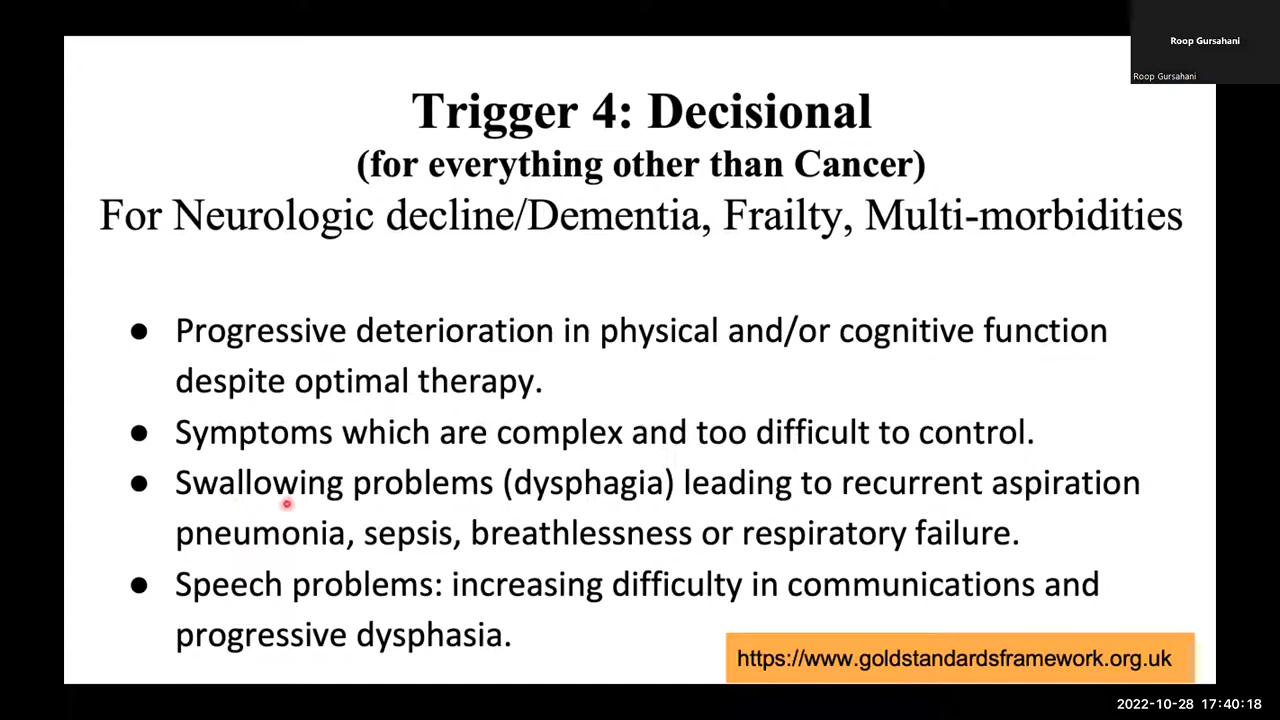 Roop Gursahani
Roop Gursahani
Trigger 4: Decisional
(for everything other than Cancer)
For Neurologic decline/Dementia, Frailty, Multi-morbidities
● Progressive deterioration in physical and/or cognitive function
despite optimal therapy.
● Symptoms which are complex and too difficult to control.
● Swallowing problems (dysphagia) leading to recurrent aspiration
pneumonia, sepsis, breathlessness or respiratory failure.
● Speech problems: increasing difficulty in communications and
progressive dysphasia.
https://www.goldstandardsframework.org.uk
2022-10-28 17:40:18